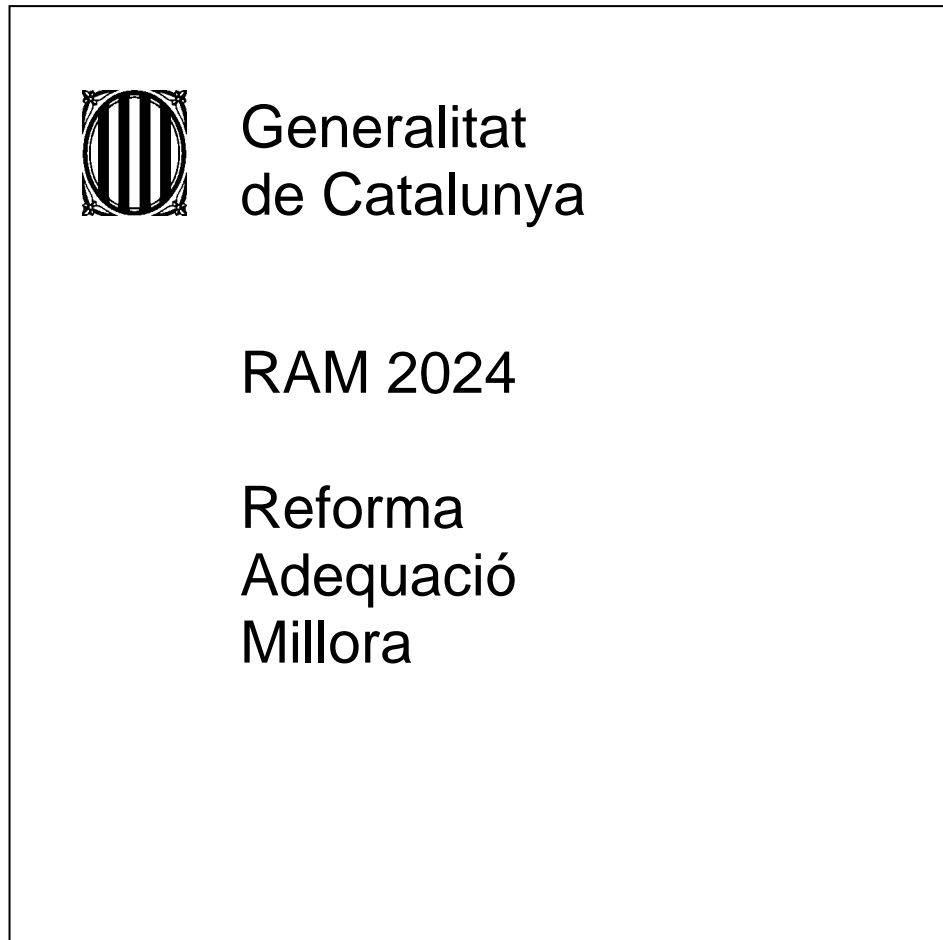 Generalitat
de Catalunya
RAM 2024
Reforma
Adequació
Millora